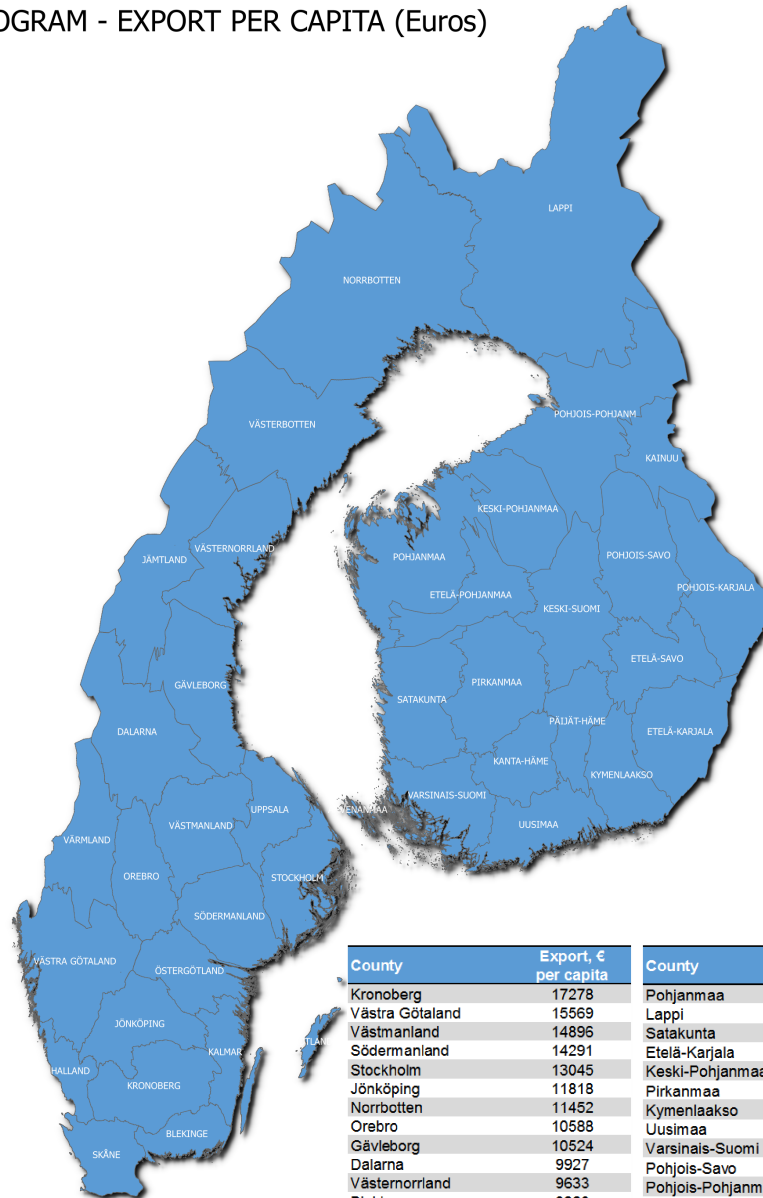 OGRAM - EXPORT PER CAPITA (Euros)
LAPPI
NORRBOTTEN
POHJOIS-POHJANM
VÄSTERBOTTEN
KAINUU
KESKI-POHJANMAA
VÄSTERNORRLAND
POHJANMAA
POHJOIS-SAVO
JÄMTLAND
POHJOIS-KARJALA
ETELÄ-POHJANMAA
KESKI-SUOMI
ETELÄ-SAVO
GÄVLEBORG
PIRKANMAA
SATAKUNTA
PÄIJÄT-HÄME
DALARNA
ETELÄ-KARJALA
KANTA-HÄME
KYMENLAAKSO
VARSINAIS-SUOMI
UPPSALA
VENANMAA
VÄSTMANLAND
UUSIMAA
VÄRMLAND
OREBRO
STOCKHOLM
SÖDERMANLAND
VÄSTRA GÖTALAND
ÖSTERGÖTLAND
JÖNKÖPING
TLAN
KALMAR
HALLAND
KRONOBERG
BLEKINGE
SKÅNE
County Export, € per capita
Kronoberg 17278
Västra Götaland 15569
Västmanland 14896
Södermanland 14291
Stockholm 13045
Jönköping 11818
Norrbotten 11452
Orebro 10588
Gävleborg 10524
Dalarna 9927
Västernorrland 9633
County
Pohjanmaa
Lappi
Satakunta
Etelä-Karjala
Keski-Pohjanmaa
Pirkanmaa
Kymenlaakso
Uusimaa
Varsinais-Suomi
Pohjois-Savo
Pohjois-Pohjanm